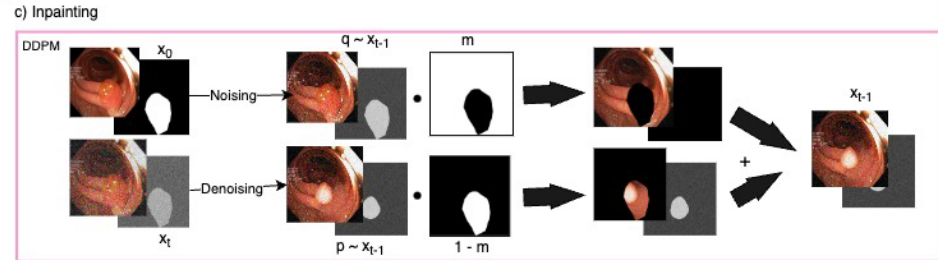 c) Inpainting
DDPM
x0
q ~ xt-1
m
Noising
xt-1
+
Denoising
xt
p ~ xt-1
1 - m